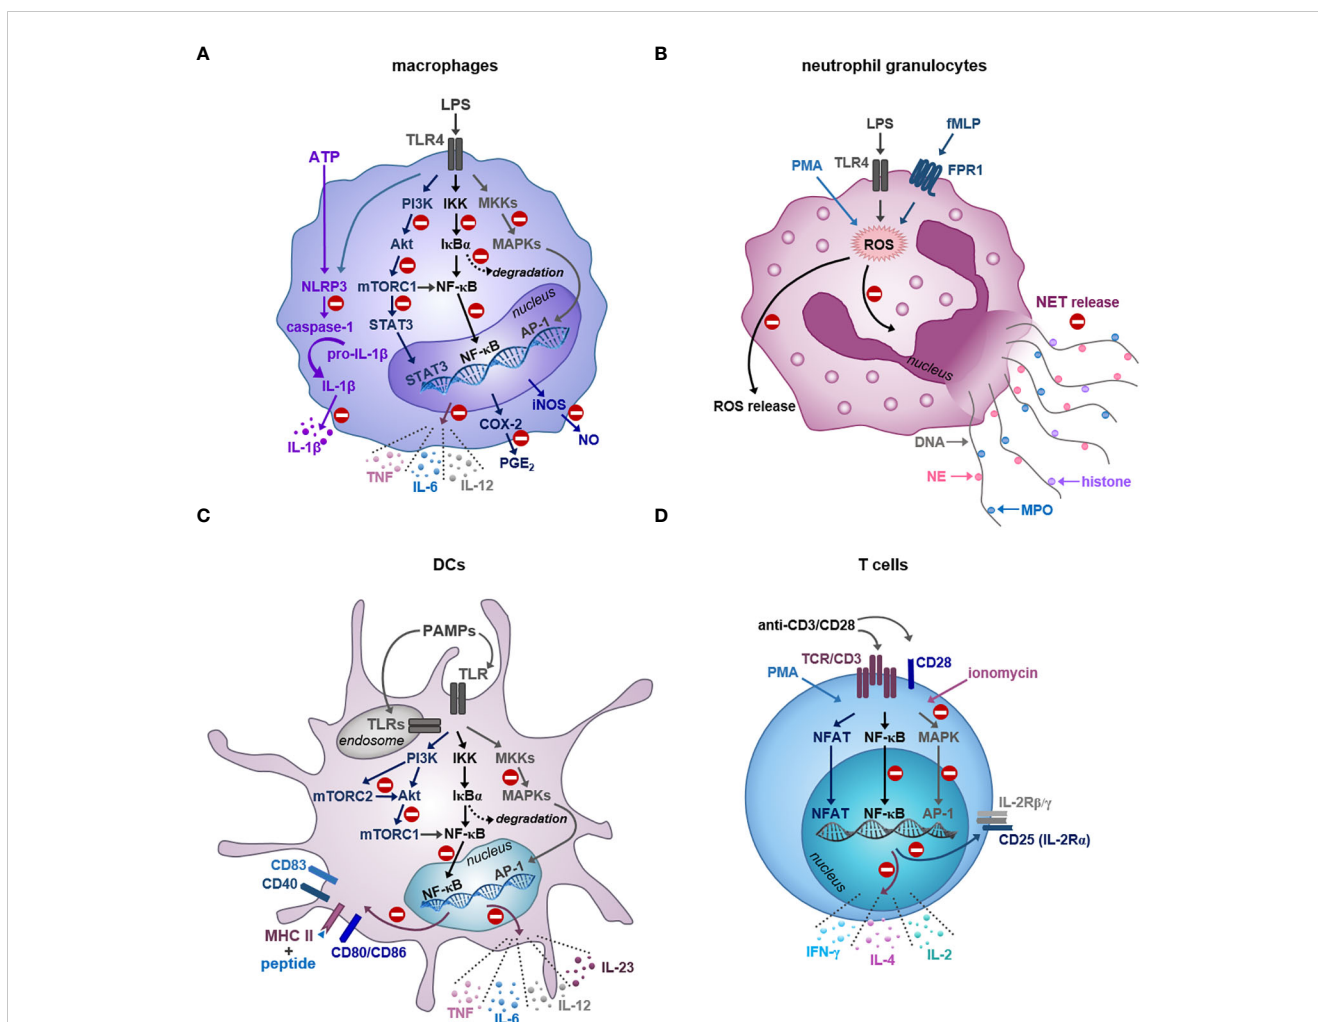 A
macrophages
LPS
TLR4
ATP
PI3K
IKK
MKKs
Akt
IκBα
MAPKs
degradation
NLRP3
mTORC1
NF-κB
nucleus
caspase-1
STAT3
AP-1
pro-IL-1β
NF-κB
STAT3
IL-1β
iNOS
COX-2
NO
IL-1β
PGE2
TNF
IL-6
IL-12
B
neutrophil granulocytes
LPS
fMLP
PMA
TLR4
FPR1
ROS
NET release
nucleus
ROS release
DNA
NE
histone
MPO
C
DCs
PAMPs
TLR
TLRs
endosome
PI3K
IKK
MKKs
mTORC2
Akt
IκBα
MAPKs
degradation
mTORC1
NF-κB
nucleus
CD83
AP-1
CD40
NF-κB
MHC II
+
peptide
CD80/CD86
IL-23
TNF
IL-6
IL-12
D
T cells
anti-CD3/CD28
TCR/CD3
CD28
PMA
ionomycin
NFAT
NF-κB
MAPK
IL-2Rβ/γ
NFAT
NF-κB
AP-1
CD25 (IL-2Rα)
nucleus
IFN-γ
IL-4
IL-2